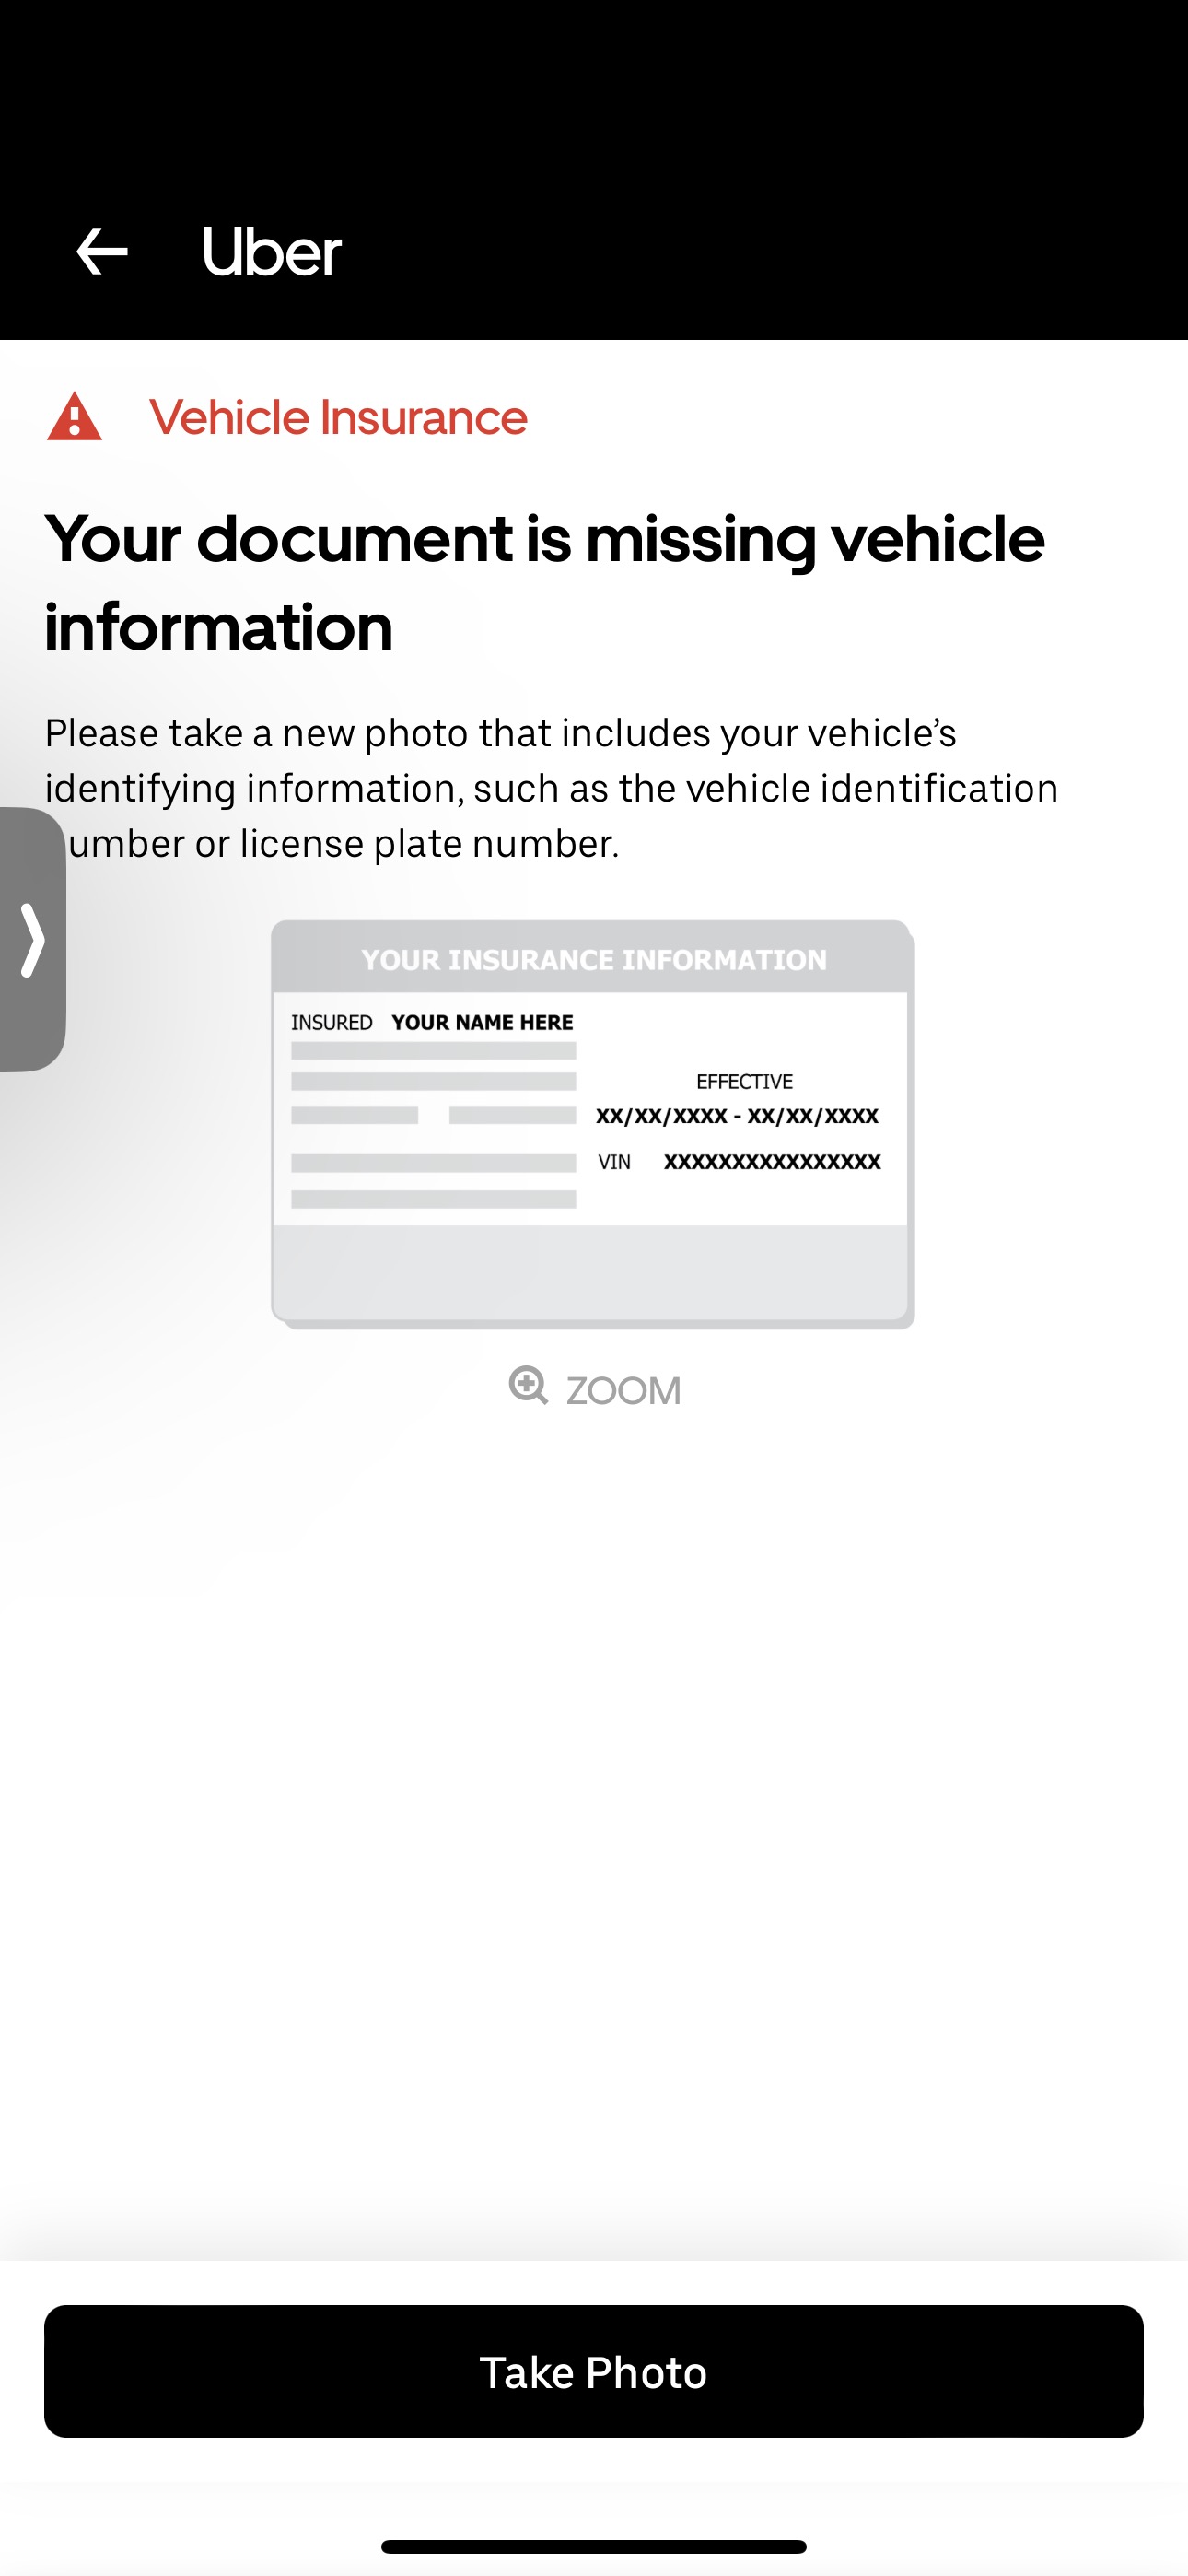 Uber
Vehicle Insurance
Your document is missing vehicle
information
Please take a new photo that includes your vehicle’s
identifying information, such as the vehicle identification
umber or license plate number.
YOUR INSURANCE INFORMATION
INSURED YOUR NAME HERE
EFFECTIVE
XX/XX/XXXX - XX/XX/XXXX
VIN XXXXXXXXXXXXXXXX
ZOOM
Take Photo